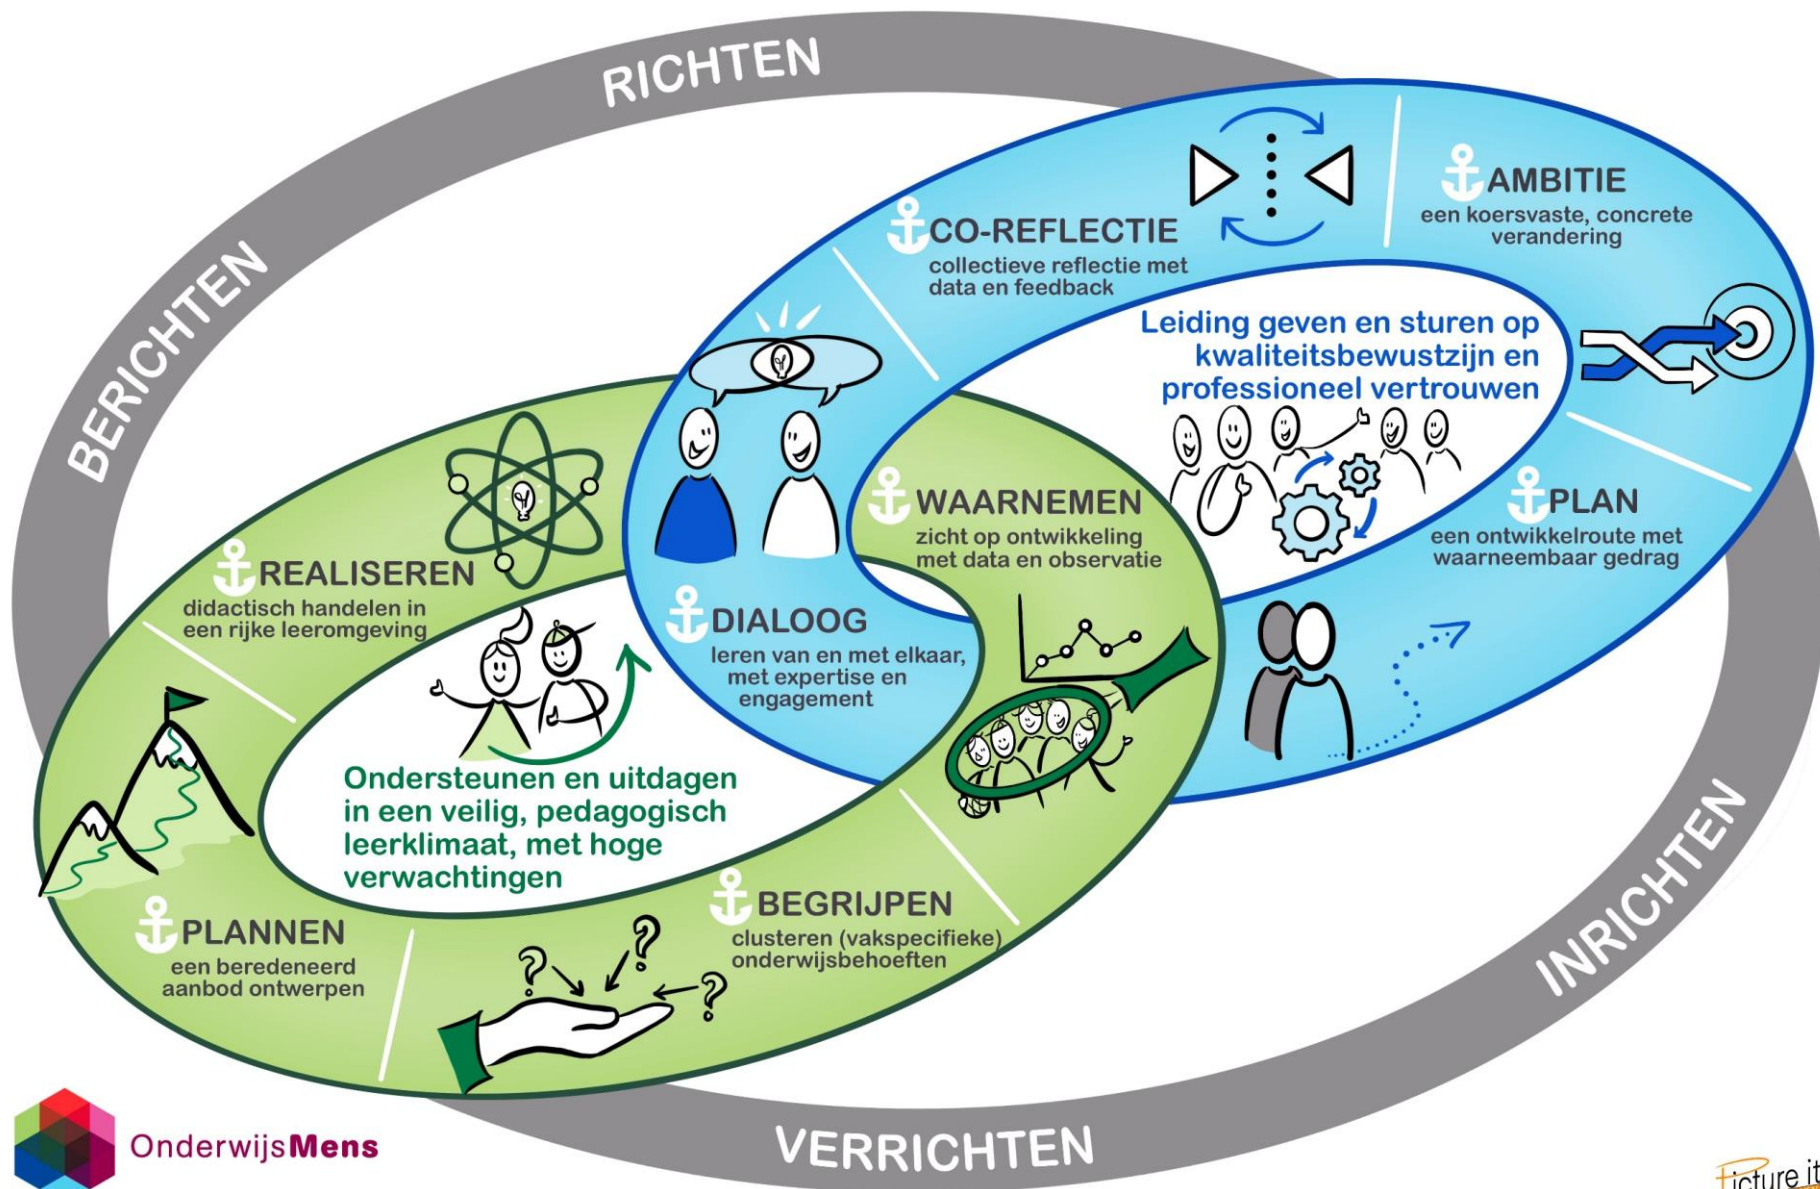 RICHTEN
BERICHTEN
INRICHTEN
VERRICHTEN
AMBITIE
een koersvaste, concrete
verandering
CO-REFLECTIE
collectieve reflectie met
data en feedback
Leiding geven en sturen op
kwaliteitsbewustzijn en
professioneel vertrouwen
PLAN
een ontwikkelroute met
waarneembaar gedrag
WAARNEMEN
zicht op ontwikkeling
met data en observatie
DIALOOG
leren van en met elkaar,
met expertise en
engagement
REALISEREN
didactisch handelen in
een rijke leeromgeving
Ondersteunen en uitdagen
in een veilig, pedagogisch
leerklimaat, met hoge
verwachtingen
BEGRIJPEN
clusteren (vakspecifieke)
onderwijsbehoeften
? ? ?
PLANNEN
een beredeneerd
aanbod ontwerpen
OnderwijsMens
Picture it